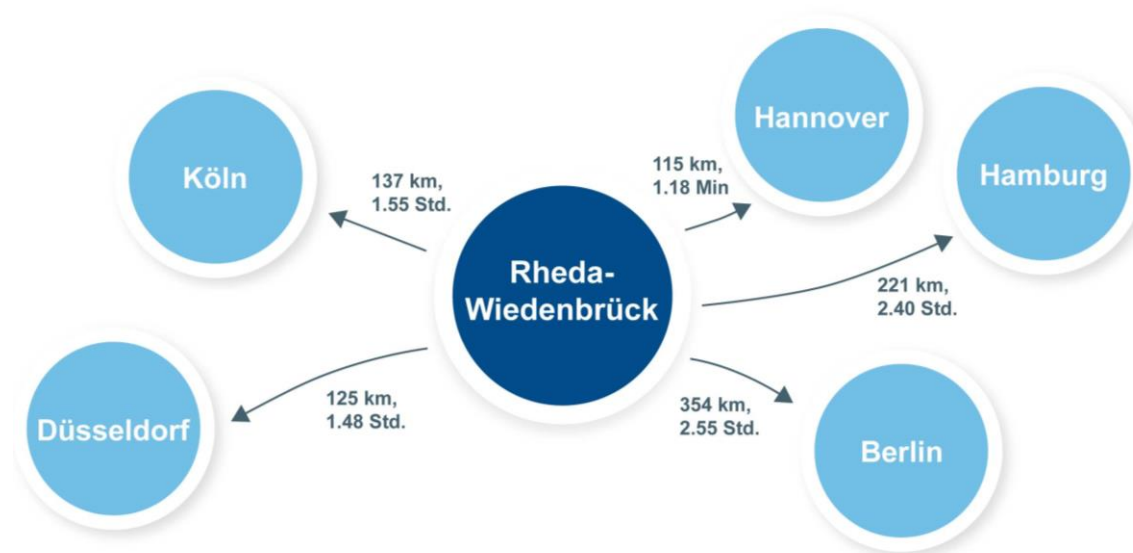 Köln
137 km,
1.55 Std.
Rheda-
Wiedenbrück
115 km,
1.18 Min
Hannover
Hamburg
221 km,
2.40 Std.
Düsseldorf
125 km,
1.48 Std.
354 km,
2.55 Std.
Berlin